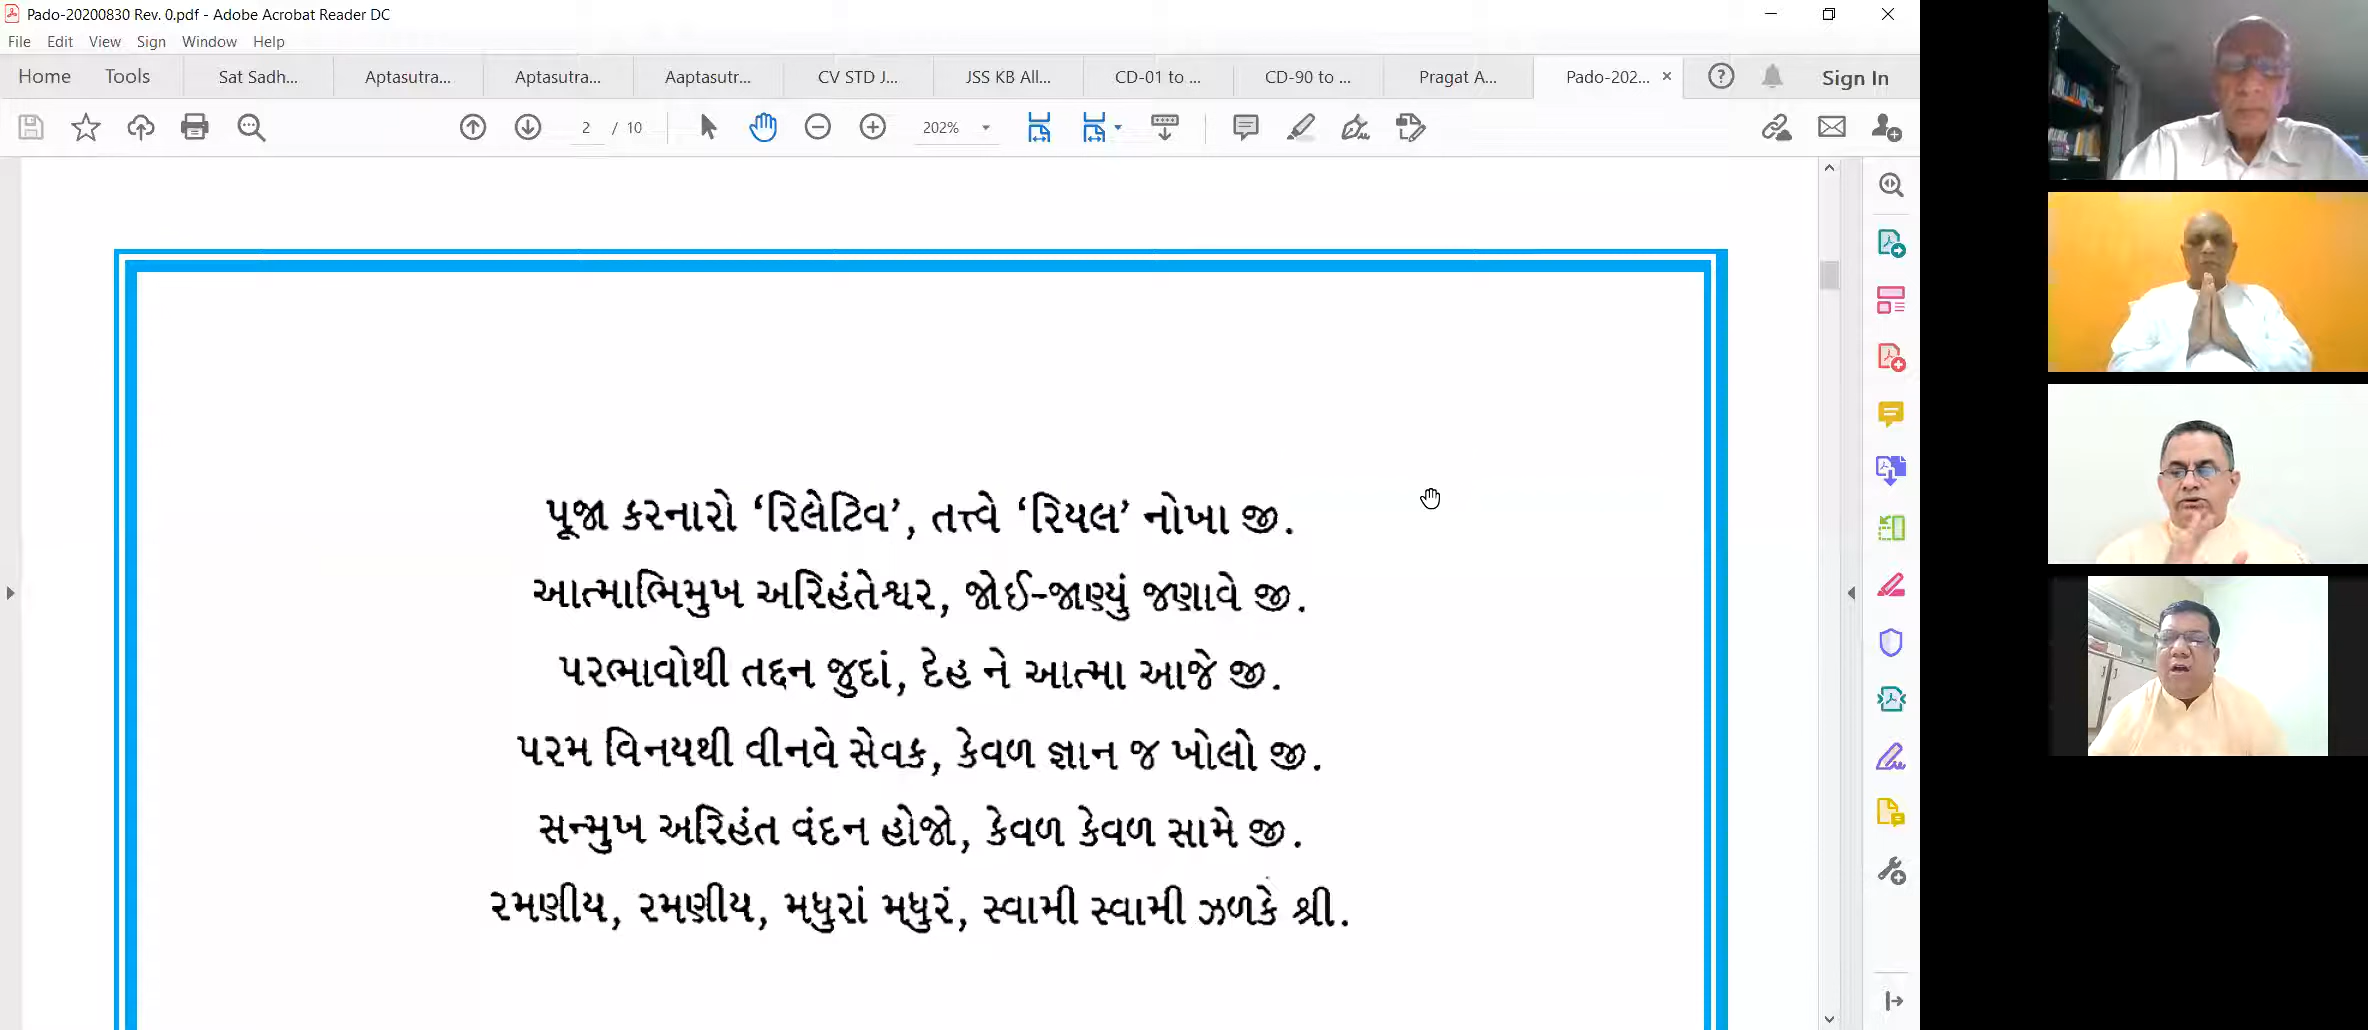 Pado-20200830 Rev. 0.pdf - Adobe Acrobat Reader DC
File Edit View Sign Window Help
Home Tools Sat Sadh... Aptasutra... Aptasutra... Aaptasutr... CV STD J... JSS KB All... CD-01 to ... CD-90 to ... Pragat A... Pado-202... Sign In
2 / 10 202%
પૂજા કરનારો ‘રિલેટિવ’, તત્ત્વે ‘રિયલ’ નોખા જી.
આત્માભિમુખ અરિહંતેશ્વર, જોઈ-જાણ્યું જણાવે જી.
પરભાવોથી તદ્દન જુદાં, દેહ ને આત્મા આજે જી.
પરમ વિનયથી વીનવે સેવક, કેવળ જ્ઞાન જ ખોલો જી.
સન્મુખ અરિહંત વંદન હોજો, કેવળ કેવળ સામે જી.
રમણીય, રમણીય, મધુરાં મધુરં, સ્વામી સ્વામી ઝળકે શ્રી.